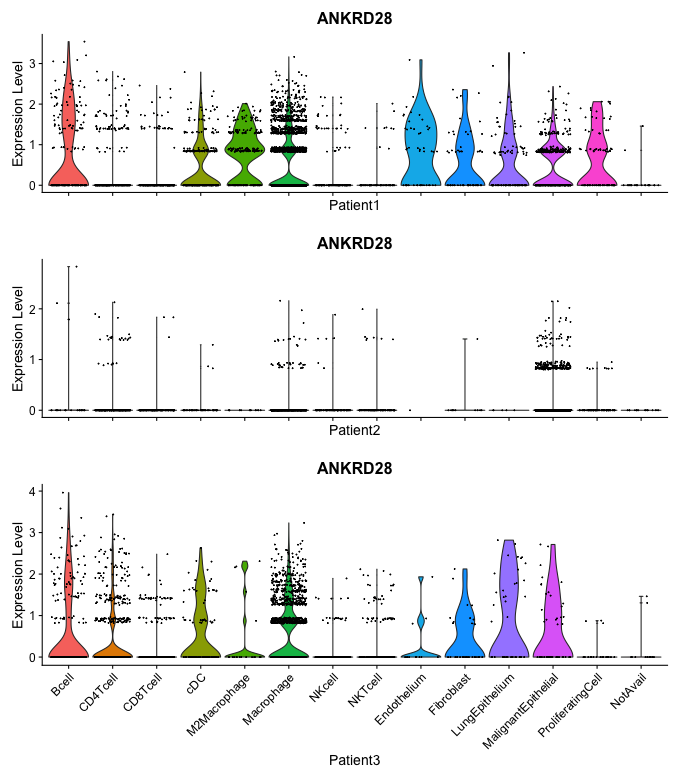 ANKRD28
Expression Level
3
2
1
0
Patient1
ANKRD28
Expression Level
2
1
0
Patient2
ANKRD28
Expression Level
4
3
2
1
0
Bcell
CD4Tcell
CD8Tcell
cDC
M2Macrophage
Macrophage
NKcell
NKTcell
Endothelium
Fibroblast
LungEpithelium
MalignantEpithelial
ProliferatingCell
NotAvail
Patient3